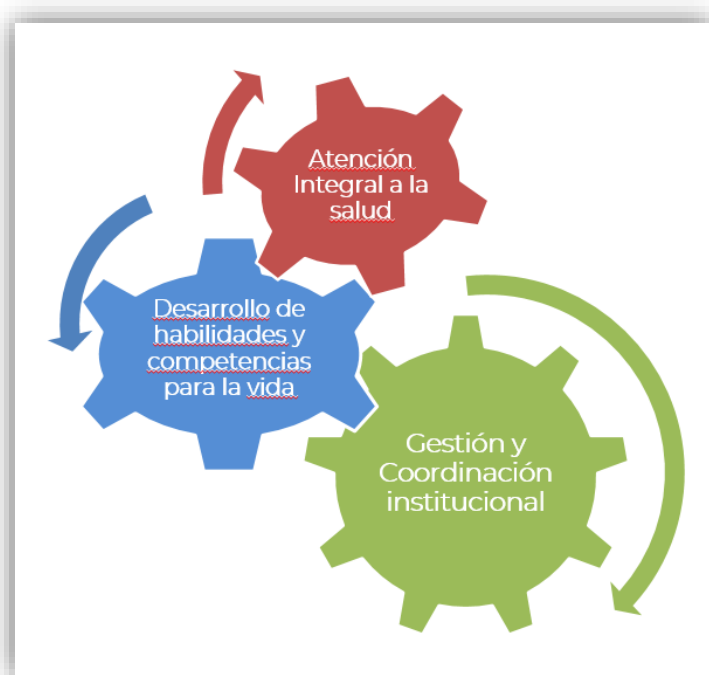 Atención
Integral a la
salud
Desarrollo de
habilidades y
competencias
para la vida
Gestión y
Coordinación
institucional